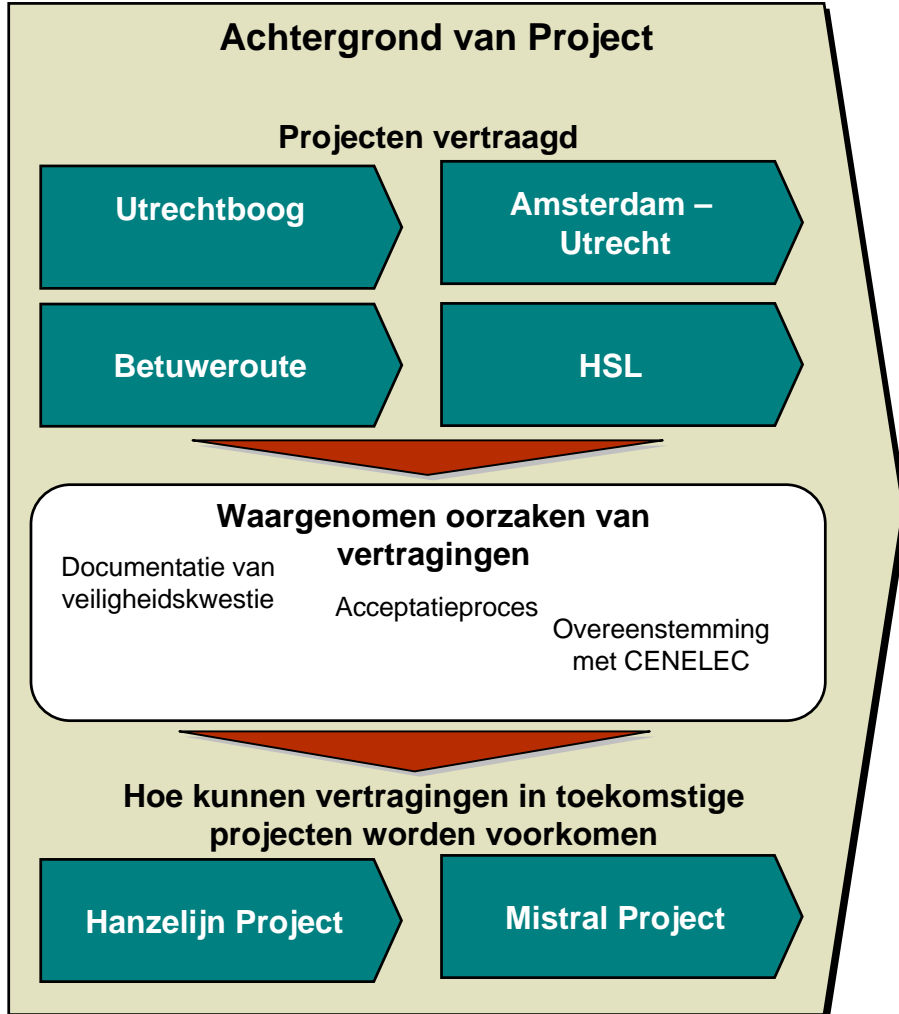 Achtergrond van Project
Projecten vertraagd
Utrechtboog
Amsterdam –
Utrecht
Betuweroute
HSL
Waargenomen oorzaken van
vertragingen
Documentatie van
veiligheidskwestie
Acceptatieproces
Overeenstemming
met CENELEC
Hoe kunnen vertragingen in toekomstige
projecten worden voorkomen
Hanzelijn Project
Mistral Project